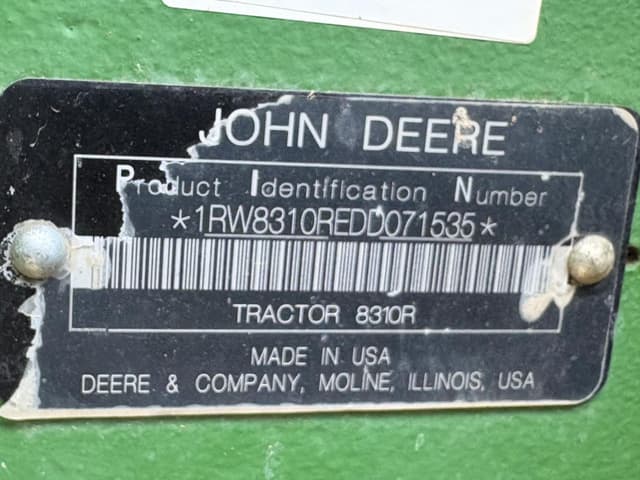 JOHN DEERE
Product Identification Number
*1RW8310REDD071535*
TRACTOR 8310R
MADE IN USA
DEERE & COMPANY, MOLINE, ILLINOIS, USA